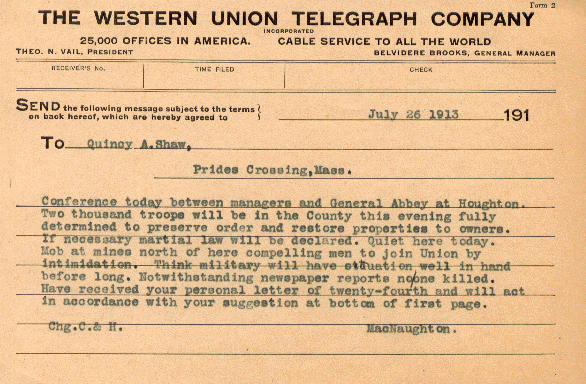 Form 2
THE WESTERN UNION TELEGRAPH COMPANY
INCORPORATED
25,000 OFFICES IN AMERICA. CABLE SERVICE TO ALL THE WORLD
THEO. N. VAIL, PRESIDENT BELVIDERE BROOKS, GENERAL MANAGER
RECEIVER'S No. TIME FILED CHECK
SEND the following message subject to the terms
on back hereof, which are hereby agreed to
July 26 1913 191
To Quincy A.Shaw,
Prides Crossing,Mass.
Conference today between managers and General Abbey at Houghton.
Two thousand troops will be in the County this evening fully
determined to preserve order and restore properties to owners.
If necessary martial law will be declared. Quiet here today.
Mob at mines north of here compelling men to join Union by
intimidation. Think military will have situation well in hand
before long. Notwithstanding newspaper reports no/one killed.
Have received your personal letter of twenty-fourth and will act
in accordance with your suggestion at bottom of first page.
Chg.C.& H. MacNaughton.